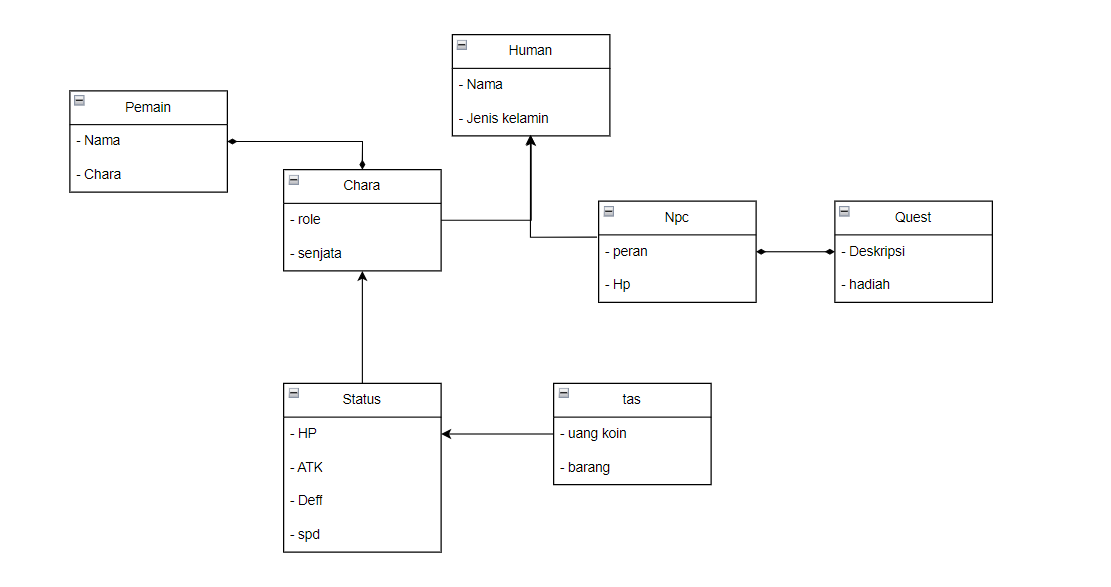 Human
- Nama
- Jenis kelamin
Pemain
- Nama
- Chara
Chara
- role
- senjata
Npc
- peran
- Hp
Quest
- Deskripsi
- hadiah
Status
- HP
- ATK
- Deff
- spd
tas
- uang koin
- barang